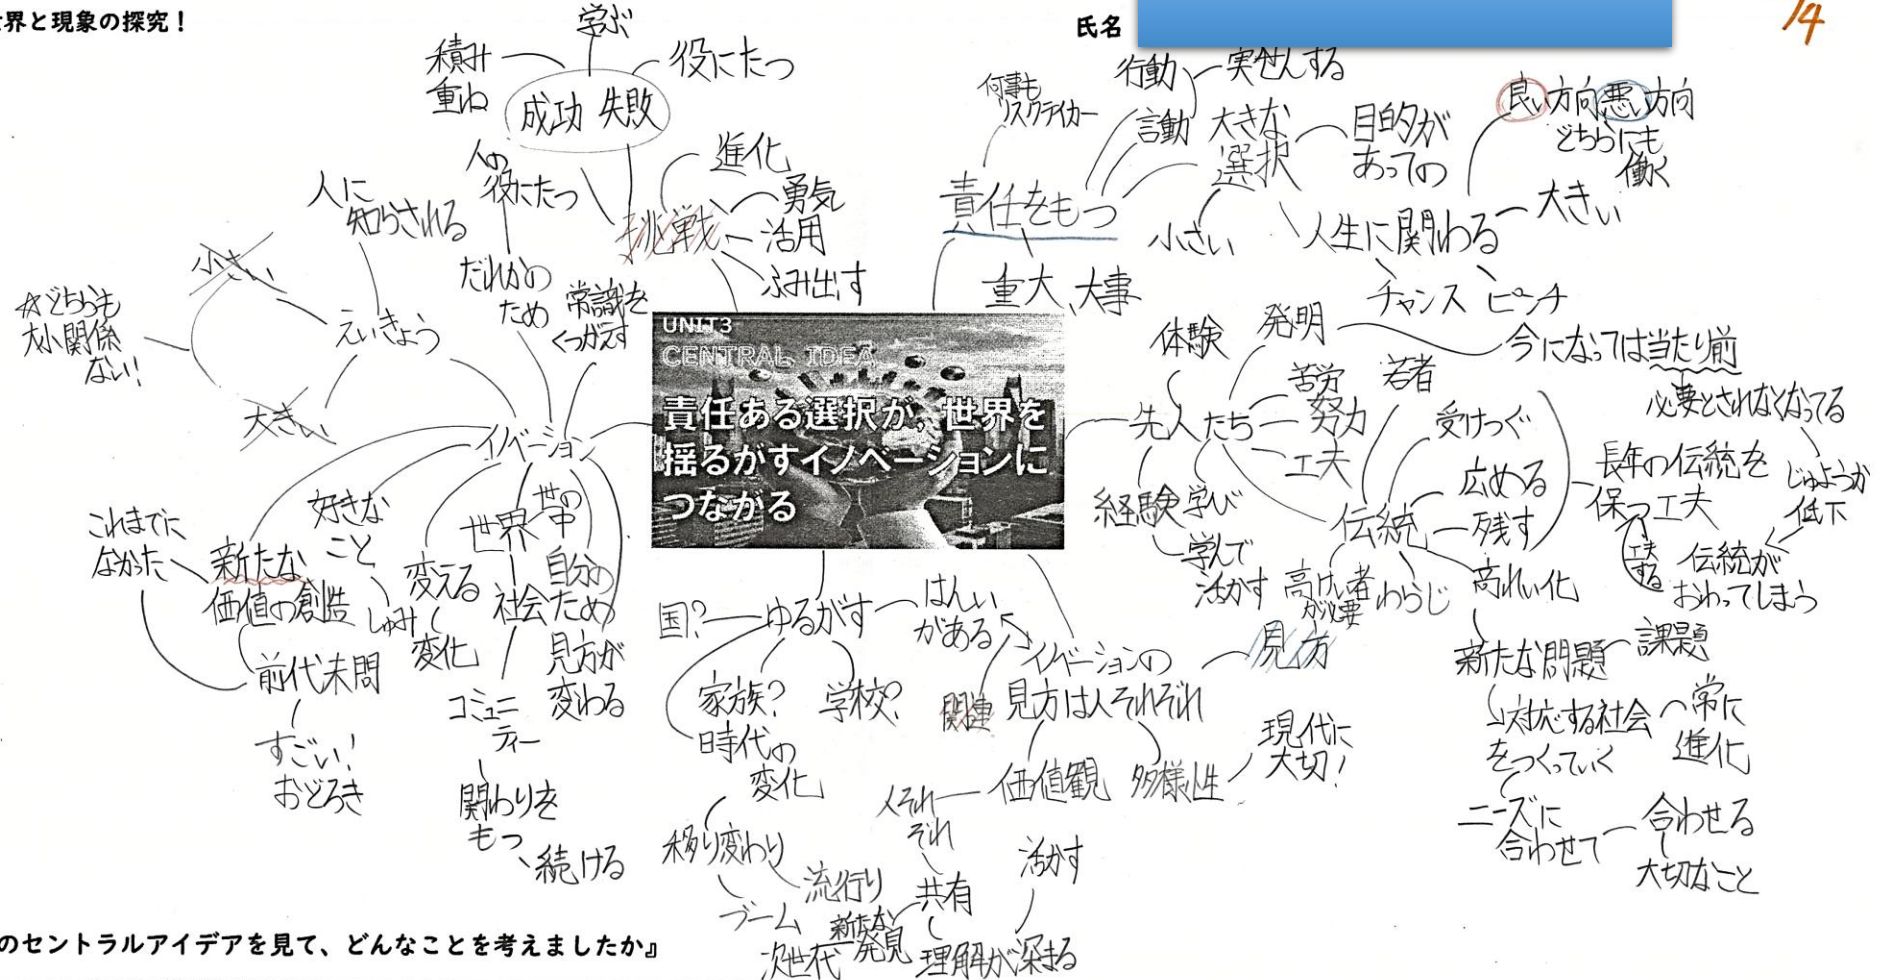 世界と現象の探究！
氏名
14
学ぶ
積み
重ね
役にたつ
成功 失敗
人の
役にたつ
進化
勇気
挑戦
活用
ふみ出す
人に
知らされる
だれかの
ため
常識を
くつがえす
小さい
☆どちらも
大小関係
ない！
えいきょう
大きい
イノベーション
これまでに
なかった
新たな
価値の創造
好きな
こと
しゅみ
変える
変化
世界
世の
中
社会
自分の
ため
見方が
変わる
前代未問
すごい！
おどろき
コミュニ
ティー
関わりを
もつ
続ける
何事も
リスクテイカー
行動
実せんする
言動
大きな
選択
目的が
あっての
良い方向悪い方向
どちらにも
働く
責任をもつ
小さい
人生に関わる
大きい
重大、大事
チャンス ピンチ
UNIT3
CENTRAL IDEA
責任ある選択が、世界を
揺るがすイノベーションに
つながる
体験
発明
今になっては当たり前
必要とされなくなってる
じゅようが
低下
伝統が
おわってしまう
先人たち
苦労
努力
工夫
若者
受けつぐ
広める
残す
長年の伝統を
保つ工夫
工夫
する
経験
学び
学んで
活かす
伝統
高けい者
が必要
わらじ
高れい化
新たな問題
課題
対応する社会
をつくっていく
常に
進化
ニーズに
合わせて
合わせる
大切なこと
国？
ゆるがす
はんい
がある
家族？
学校？
時代の
変化
移り変わり
ブーム
流行り
次世代
関連
イノベーションの
見方は人それぞれ
見方
価値観
多様性
現代に
大切！
人それ
ぞれ
共有
新たな
発見
理解が深まる
活かす
のセントラルアイデアを見て、どんなことを考えましたか』